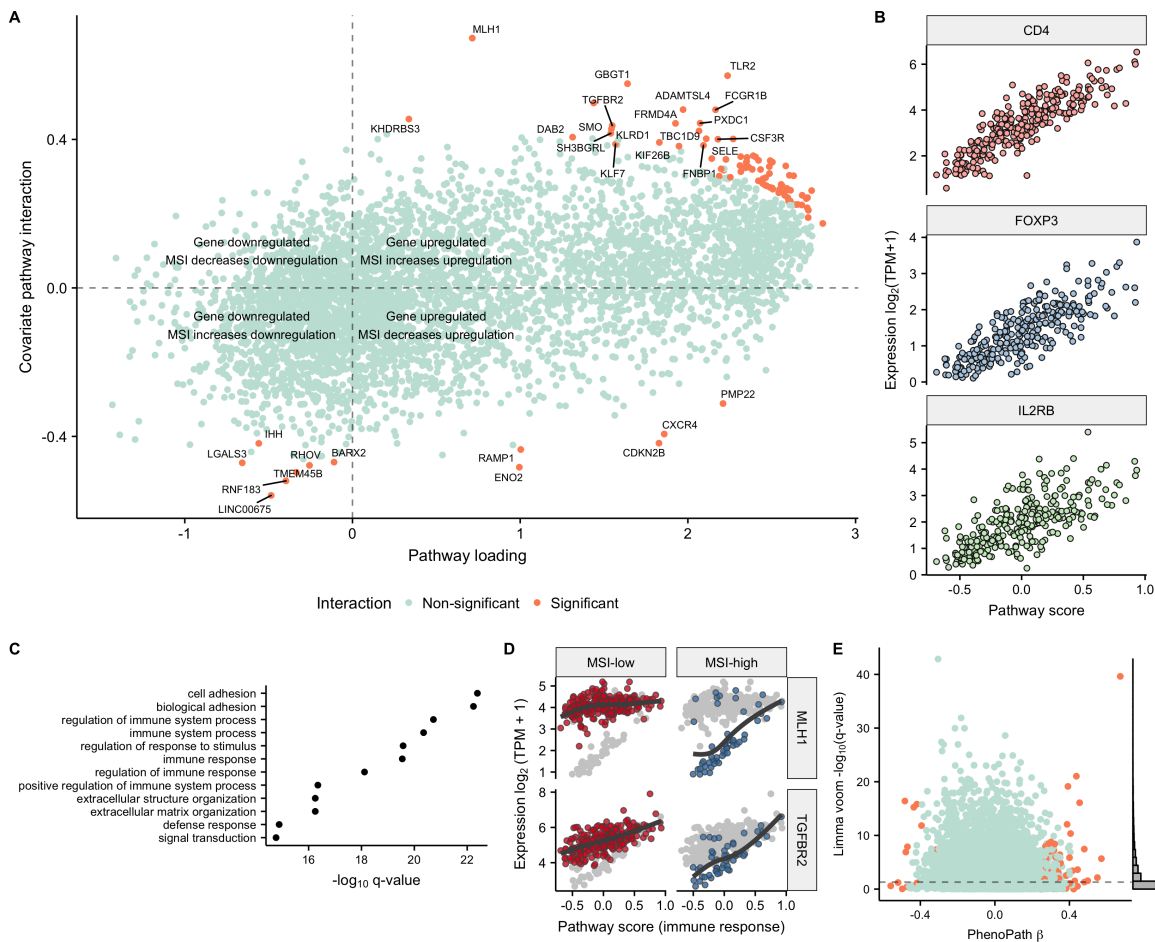 A
MLH1
TLR2
GBGT1
TGFBR2
ADAMTSL4
FCGR1B
FRMD4A
PXDC1
KHDRBS3
DAB2
SMO
KLRD1
TBC1D9
CSF3R
SH3BGRL
KIF26B
SELE
KLF7
FNBP1
0.4
Gene downregulated
MSI decreases downregulation
Gene upregulated
MSI increases upregulation
0.0
Gene downregulated
MSI increases downregulation
Gene upregulated
MSI decreases upregulation
-0.4
PMP22
CXCR4
CDKN2B
IHH
LGALS3
RHOV
BARX2
TMEM45B
RNF183
LINC00675
RAMP1
ENO2
Covariate pathway interaction
-1
0
1
2
3
Pathway loading
Interaction
Non-significant
Significant
B
CD4
6
4
2
FOXP3
4
3
2
1
0
IL2RB
5
4
3
2
1
0
Expression log2(TPM+1)
-0.5
0.0
0.5
1.0
Pathway score
C
cell adhesion
biological adhesion
regulation of immune system process
immune system process
regulation of response to stimulus
immune response
regulation of immune response
positive regulation of immune system process
extracellular structure organization
extracellular matrix organization
defense response
signal transduction
16
18
20
22
-log10 q-value
D
MSI-low
MSI-high
5
4
3
2
1
MLH1
8
6
4
TGFBR2
Expression log2 (TPM + 1)
-0.5
0.0
0.5
1.0
-0.5
0.0
0.5
1.0
Pathway score (immune response)
E
40
30
20
10
0
Limma voom -log10(q-value)
-0.4
0.0
0.4
PhenoPath β